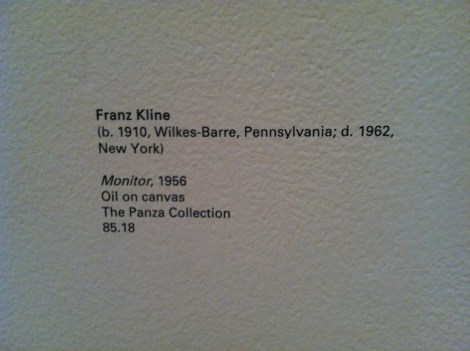 Franz Kline
(b. 1910, Wilkes-Barre, Pennsylvania; d. 1962,
New York)
Monitor, 1956
Oil on canvas
The Panza Collection
85.18